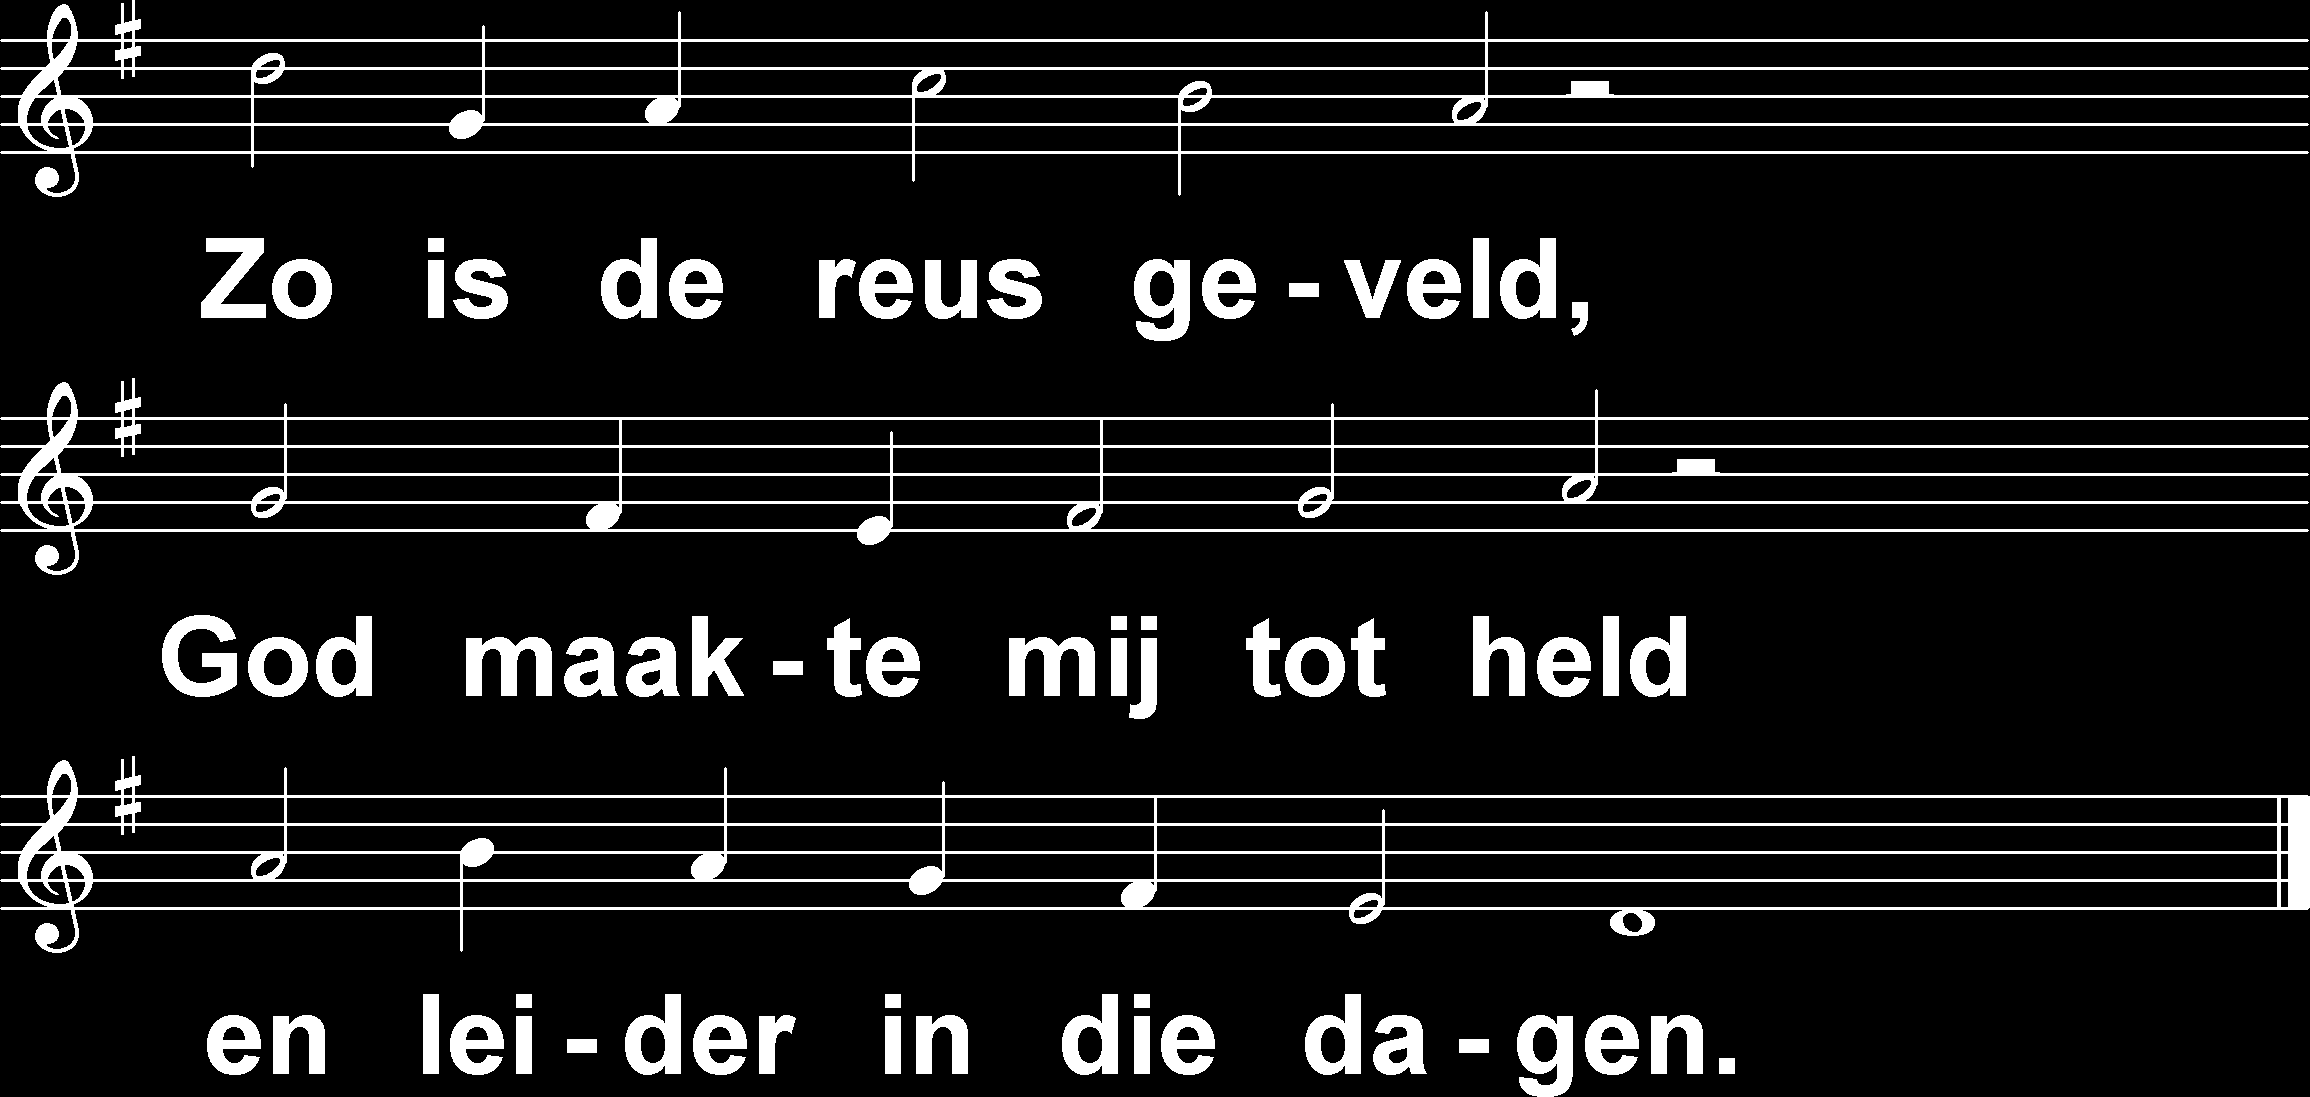 Zo is de reus ge - veld,
God maak - te mij tot held
en lei - der in die da - gen.